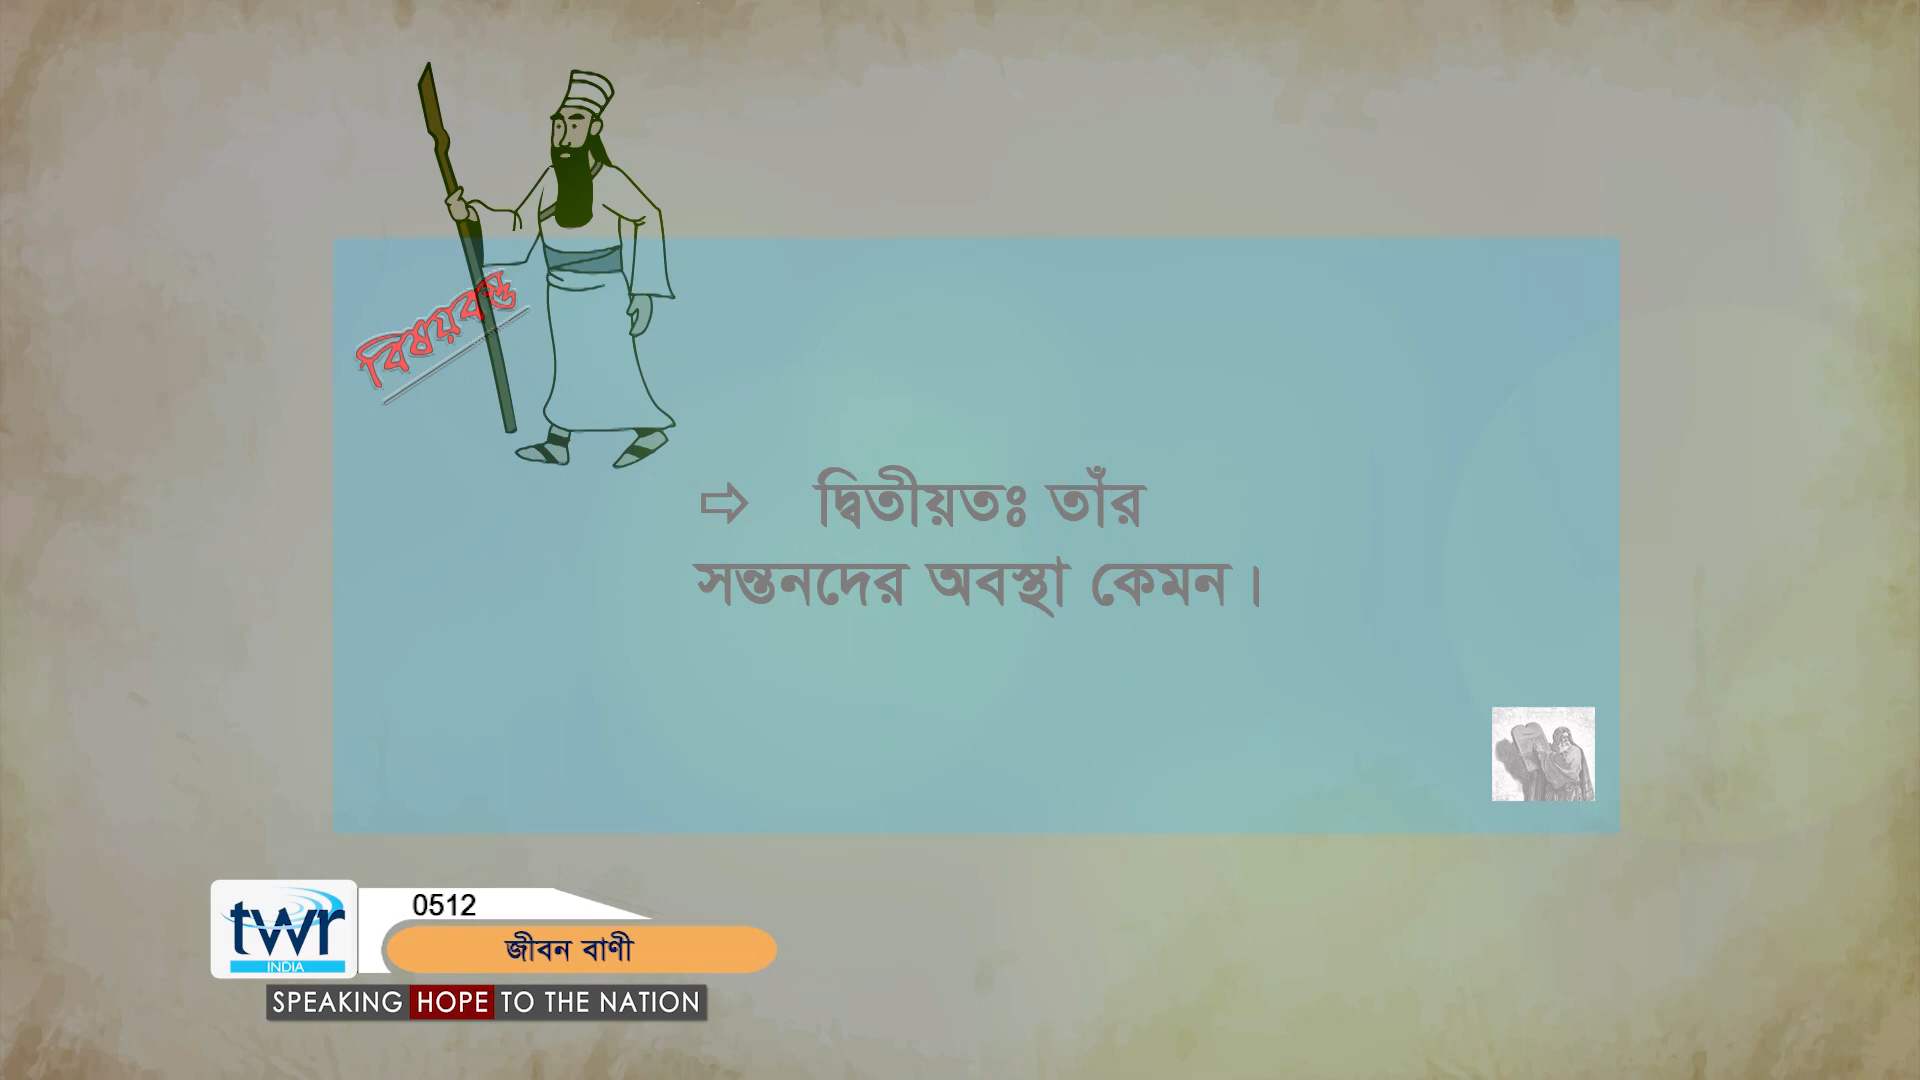 বিষয়বস্তু
⇨ দ্বিতীয়তঃ তাঁর
সন্তনদের অবস্থা কেমন।
twr
INDIA
0512
জীবন বাণী
SPEAKING HOPE TO THE NATION